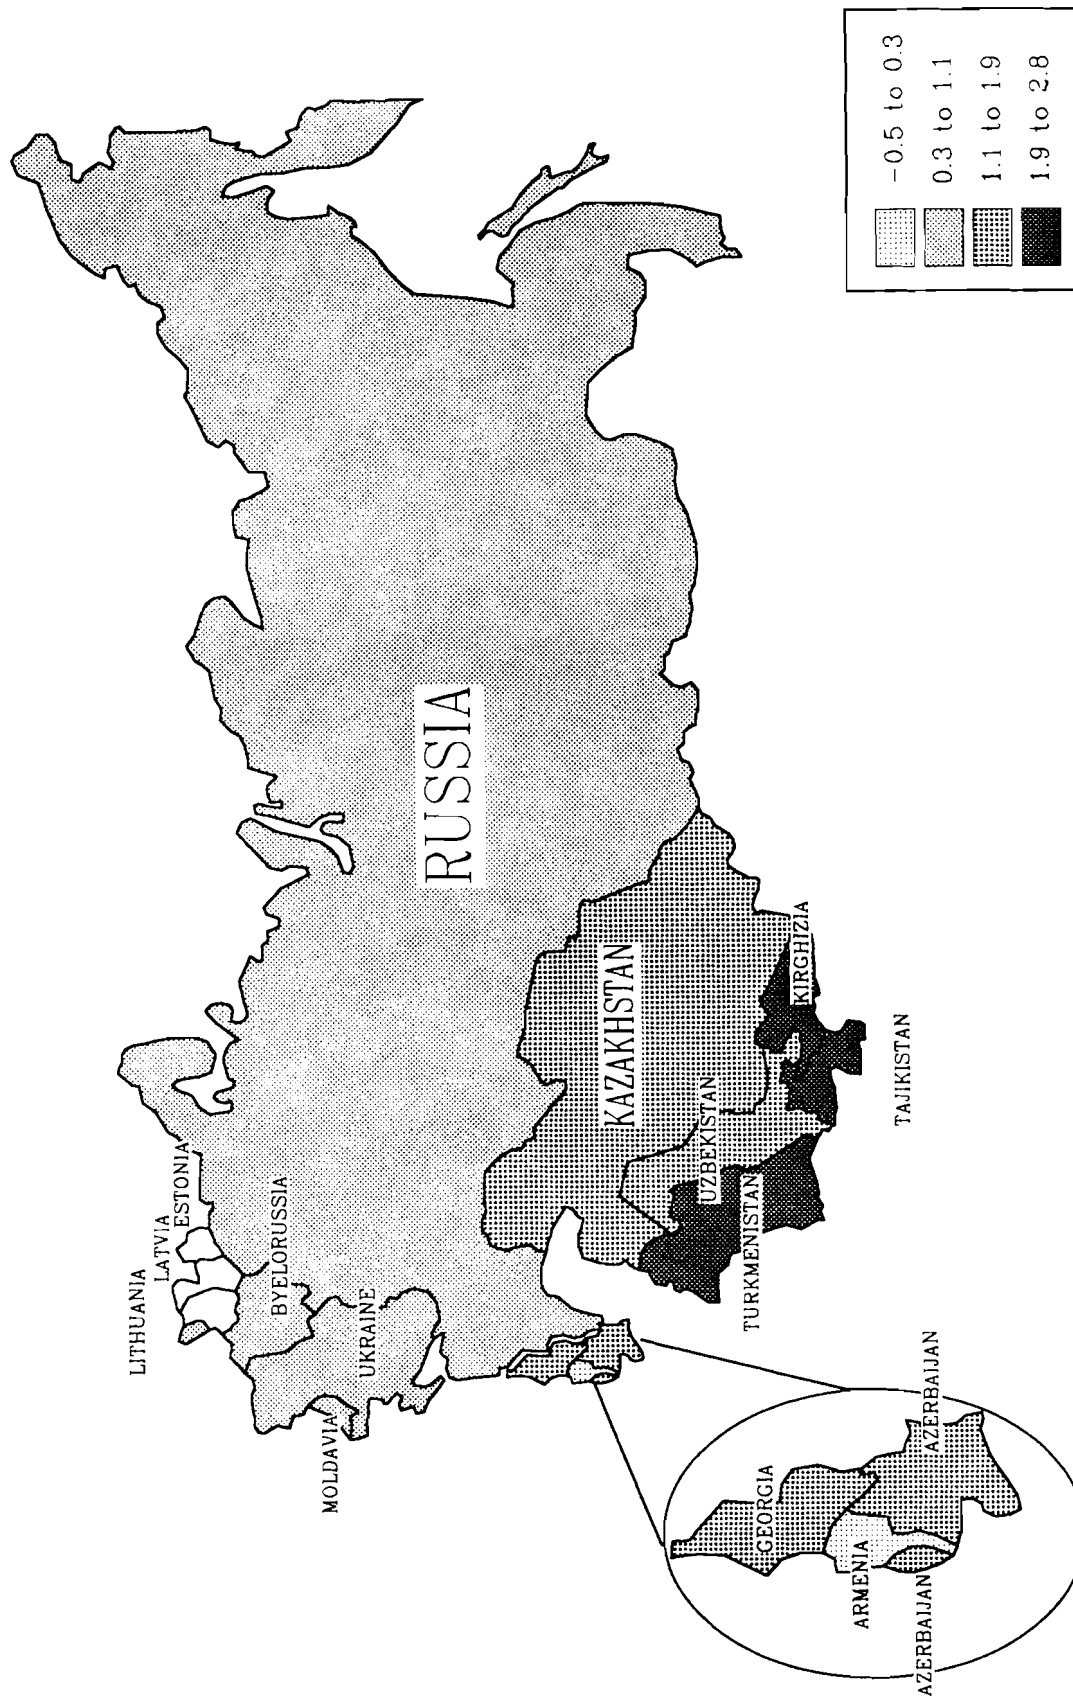 LITHUANIA
LATVIA
ESTONIA
BYELORUSSIA
MOLDAVIA
UKRAINE
RUSSIA
KAZAKHSTAN
UZBEKISTAN
TURKMENISTAN
KIRGHIZIA
TAJIKISTAN
GEORGIA
ARMENIA
AZERBAIJAN
AZERBAIJAN
-0.5 to 0.3
0.3 to 1.1
1.1 to 1.9
1.9 to 2.8